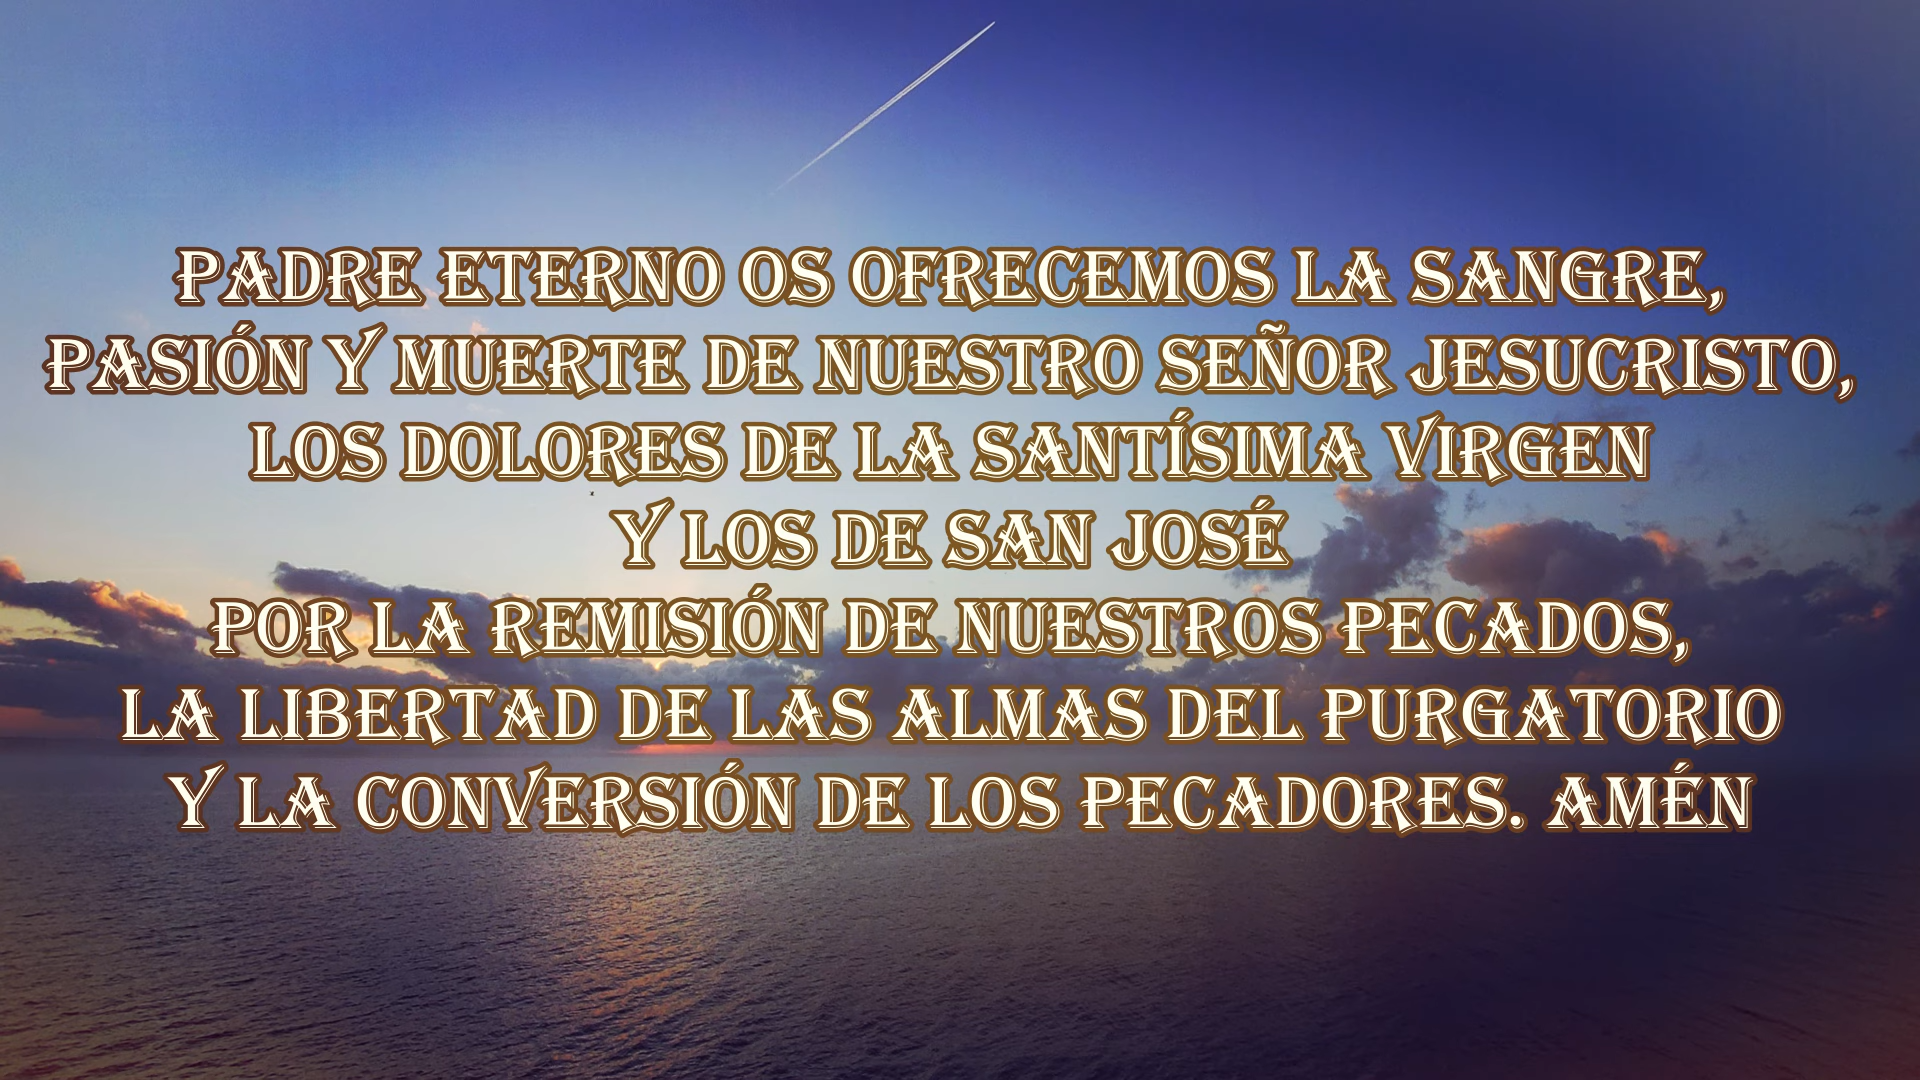 PADRE ETERNO OS OFRECEMOS LA SANGRE,
PASIÓN Y MUERTE DE NUESTRO SEÑOR JESUCRISTO,
LOS DOLORES DE LA SANTÍSIMA VIRGEN
Y LOS DE SAN JOSÉ
POR LA REMISIÓN DE NUESTROS PECADOS,
LA LIBERTAD DE LAS ALMAS DEL PURGATORIO
Y LA CONVERSIÓN DE LOS PECADORES. AMÉN